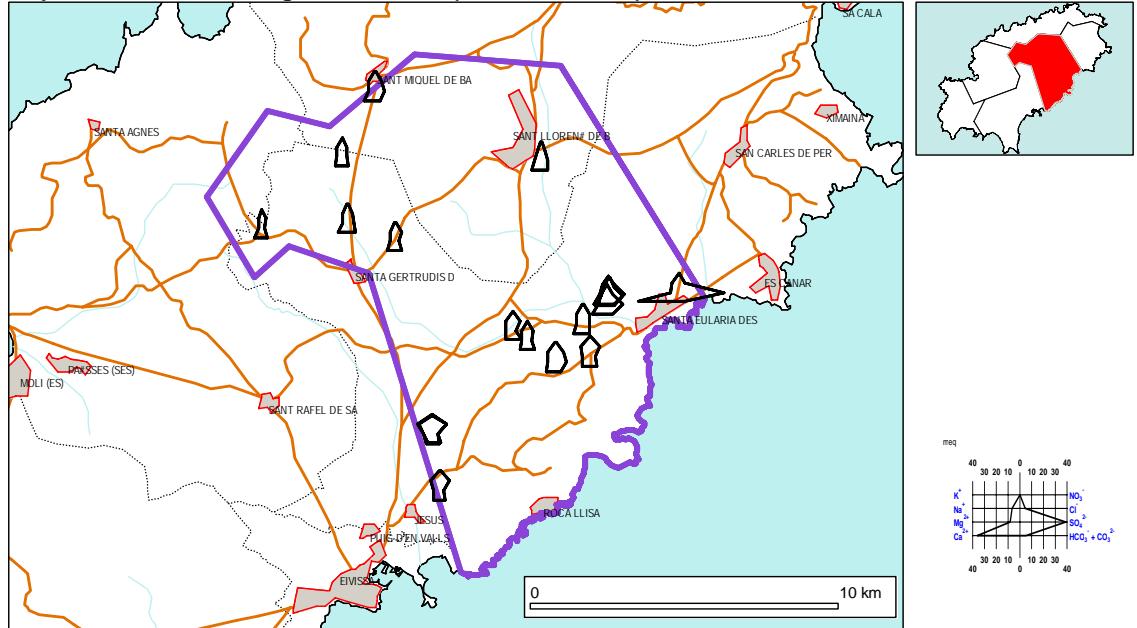 SA CALA
SANT MIQUEL DE BA
SANTA AGNES
XIMAINA
SANT LLOREN# DE B
SAN CARLES DE PER
SANTA GERTRUDIS D
ES CANAR
SANTA EULARIA DES
PA#SSES (SES)
MOLI (ES)
SANT RAFEL DE SA
ROCA LLISA
JESUS
PUIG D'EN VALLS
EIVISSA
0 10 km
meq
40 0 40
30 20 10 10 20 30
K⁺ NO₃⁻
Na⁺ Cl⁻
Mg²⁺ SO₄²⁻
Ca²⁺ HCO₃⁻ + CO₃²⁻
30 20 10 10 20 30
40 0 40